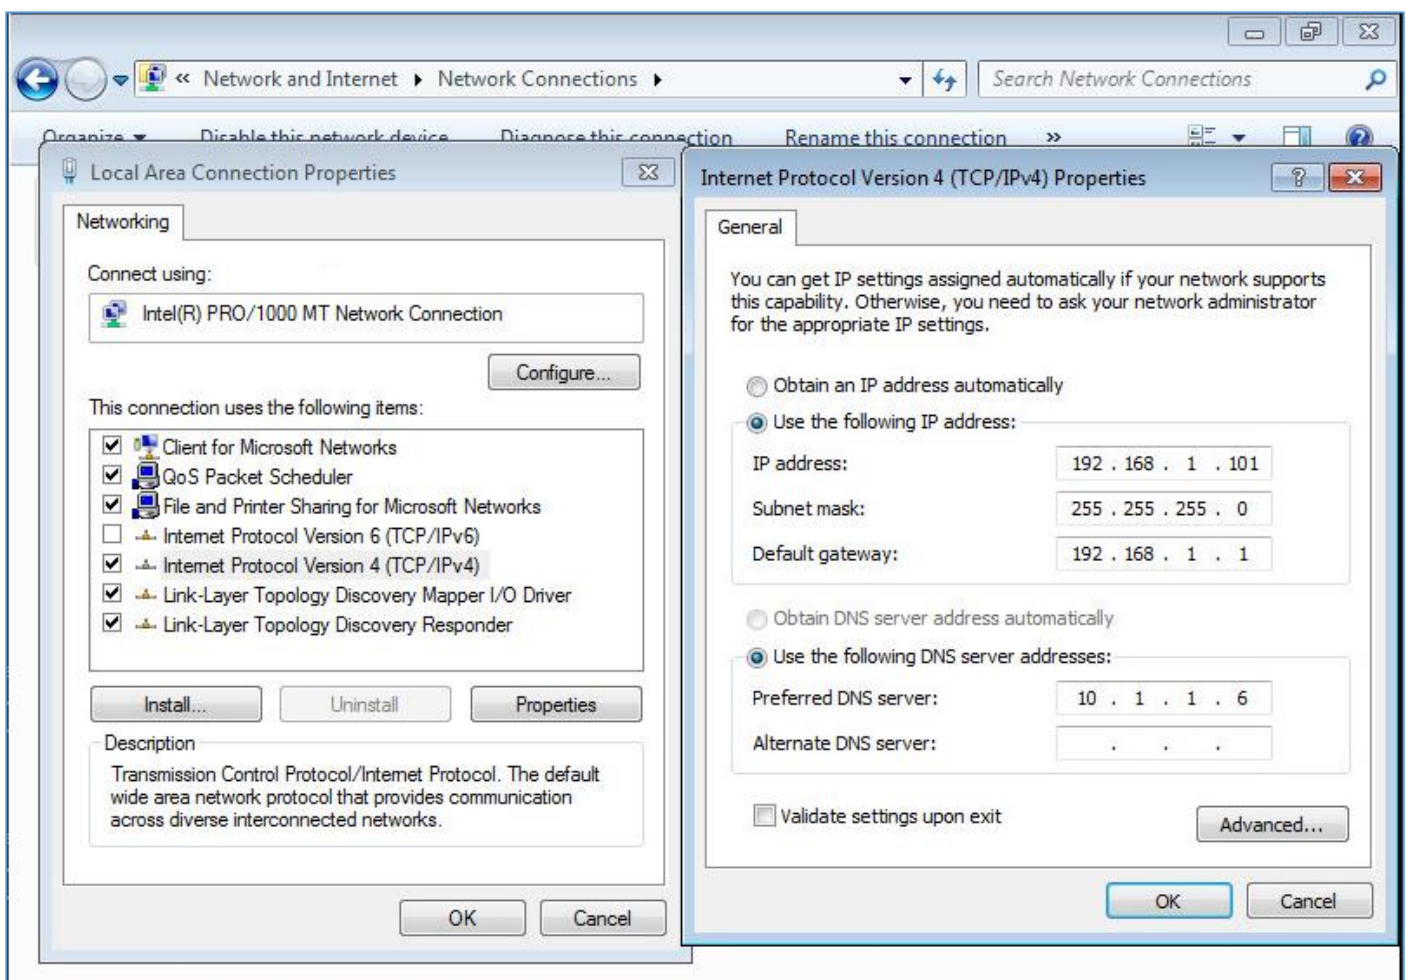 « Network and Internet Network Connections
Search Network Connections
Organize Disable this network device Diagnose this connection Rename this connection »
Local Area Connection Properties
Networking
Connect using:
Intel(R) PRO/1000 MT Network Connection
Configure...
This connection uses the following items:
Client for Microsoft Networks
QoS Packet Scheduler
File and Printer Sharing for Microsoft Networks
Internet Protocol Version 6 (TCP/IPv6)
Internet Protocol Version 4 (TCP/IPv4)
Link-Layer Topology Discovery Mapper I/O Driver
Link-Layer Topology Discovery Responder
Install...
Uninstall
Properties
Description
Transmission Control Protocol/Internet Protocol. The default
wide area network protocol that provides communication
across diverse interconnected networks.
OK
Cancel
Internet Protocol Version 4 (TCP/IPv4) Properties
General
You can get IP settings assigned automatically if your network supports
this capability. Otherwise, you need to ask your network administrator
for the appropriate IP settings.
Obtain an IP address automatically
Use the following IP address:
IP address: 192 . 168 . 1 . 101
Subnet mask: 255 . 255 . 255 . 0
Default gateway: 192 . 168 . 1 . 1
Obtain DNS server address automatically
Use the following DNS server addresses:
Preferred DNS server: 10 . 1 . 1 . 6
Alternate DNS server: . . .
Validate settings upon exit
Advanced...
OK
Cancel